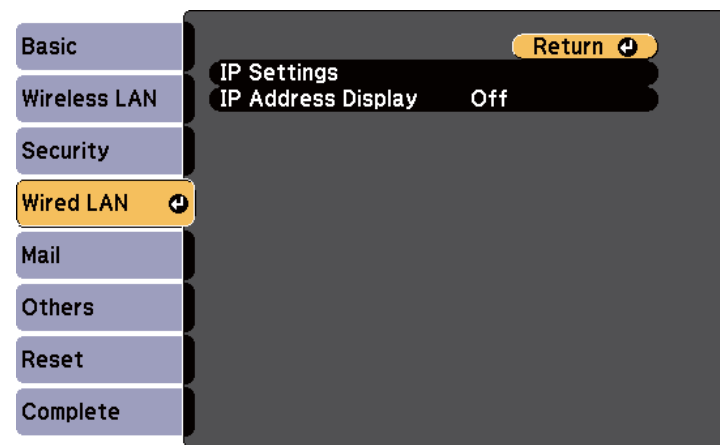 Basic
Wireless LAN
Security
Wired LAN
Mail
Others
Reset
Complete
Return
IP Settings
IP Address Display Off